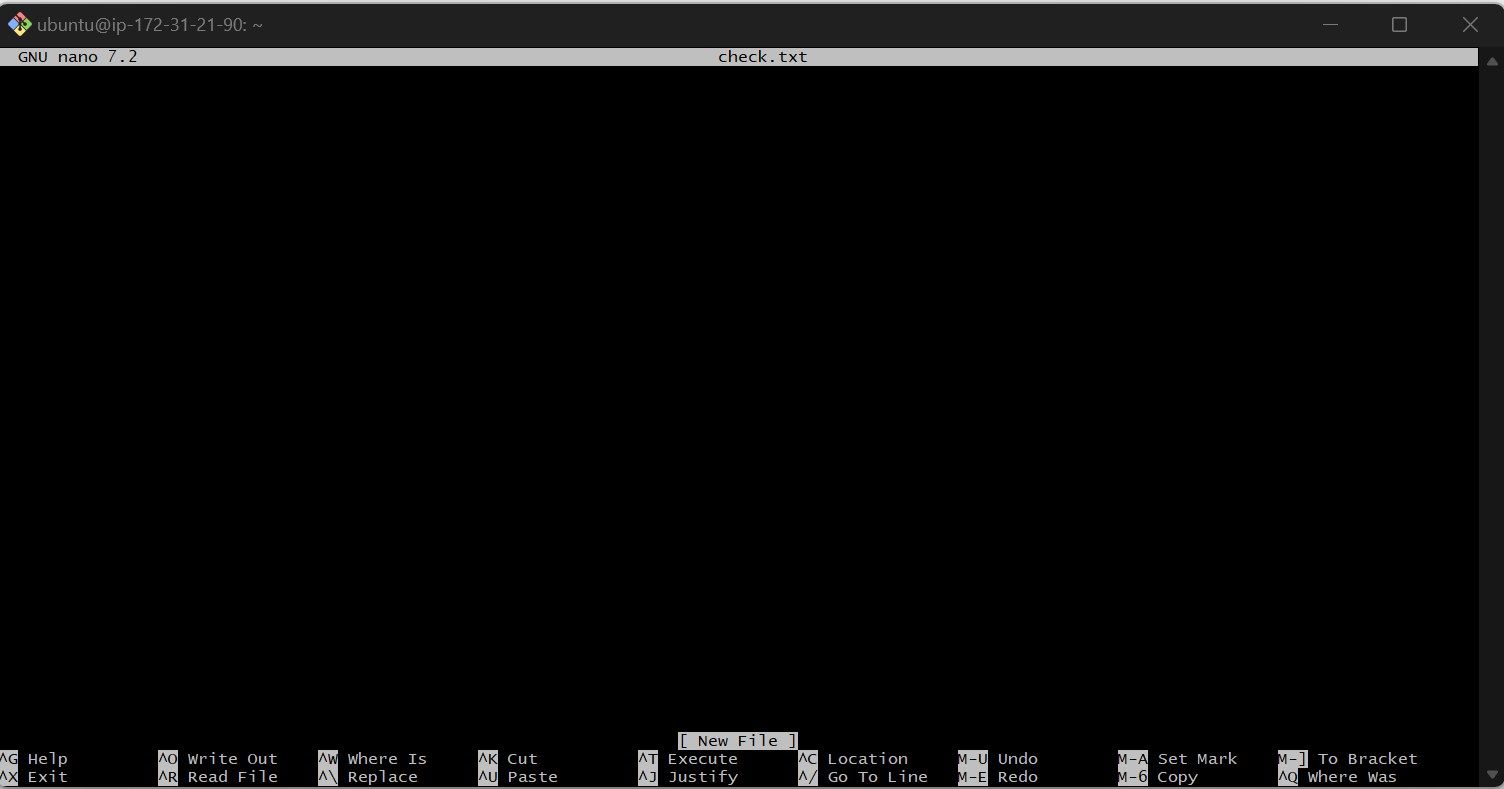 ubuntu@ip-172-31-21-90: ~
GNU nano 7.2 check.txt
[ New File ]
^G Help ^O Write Out ^W Where Is ^K Cut ^T Execute ^C Location M-U Undo M-A Set Mark M-] To Bracket
^X Exit ^R Read File ^\ Replace ^U Paste ^J Justify ^/ Go To Line M-E Redo M-6 Copy ^Q Where Was